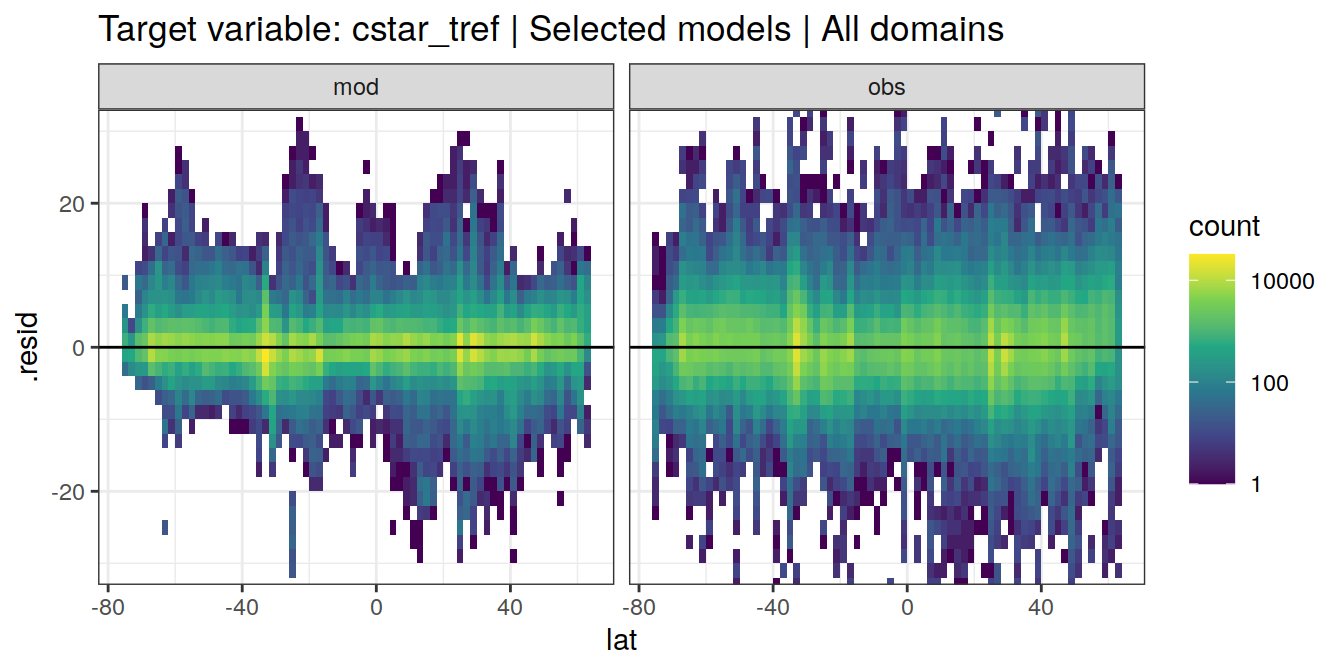 Target variable: cstar_tref | Selected models | All domains
mod
obs
.resid
20
0
-20
-80
-40
0
40
-80
-40
0
40
lat
count
10000
100
1